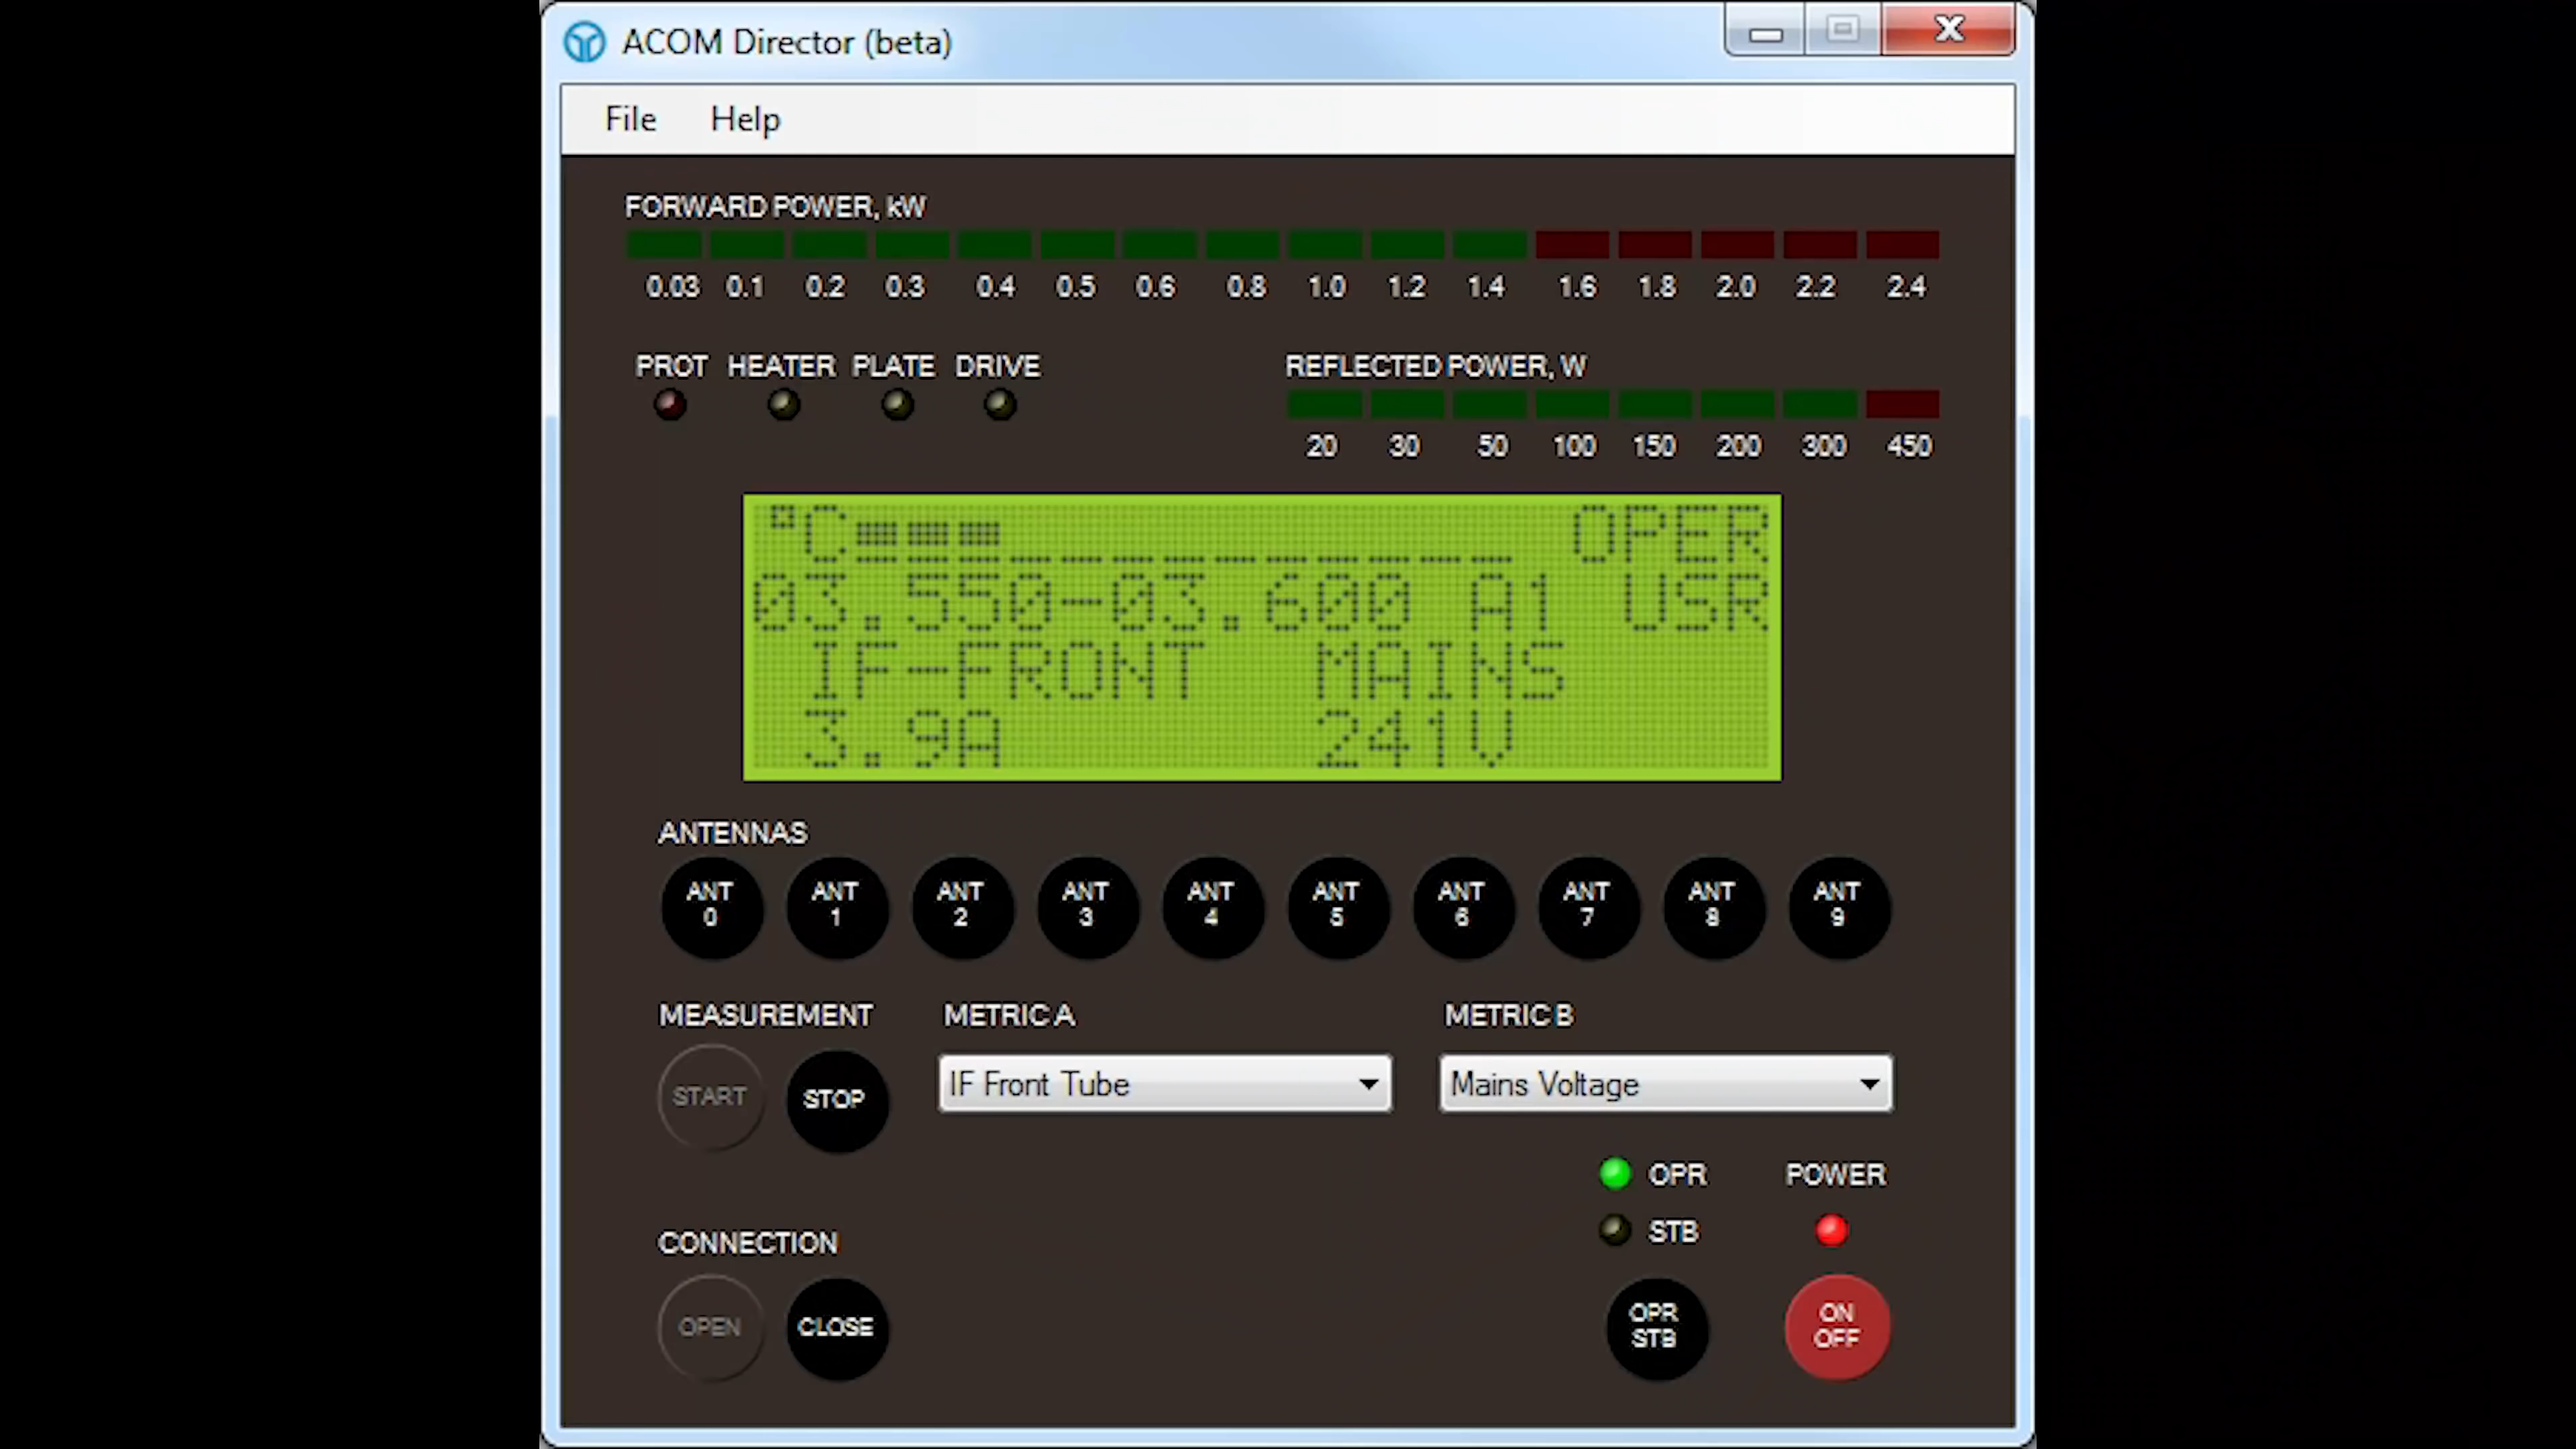 ACOM Director (beta)
File Help
FORWARD POWER, kW
0.03 0.1 0.2 0.3 0.4 0.5 0.6 0.8 1.0 1.2 1.4 1.6 1.8 2.0 2.2 2.4
PROT HEATER PLATE DRIVE REFLECTED POWER, W
20 30 50 100 150 200 300 450
°C OPER
03.550-03.600 A1 USR
IF-FRONT MAINS
3.9A 241V
ANTENNAS
ANT 0 ANT 1 ANT 2 ANT 3 ANT 4 ANT 5 ANT 6 ANT 7 ANT 8 ANT 9
MEASUREMENT METRIC A METRIC B
START STOP IF Front Tube Mains Voltage
OPR POWER
STB
CONNECTION
OPEN CLOSE OPR STB ON OFF